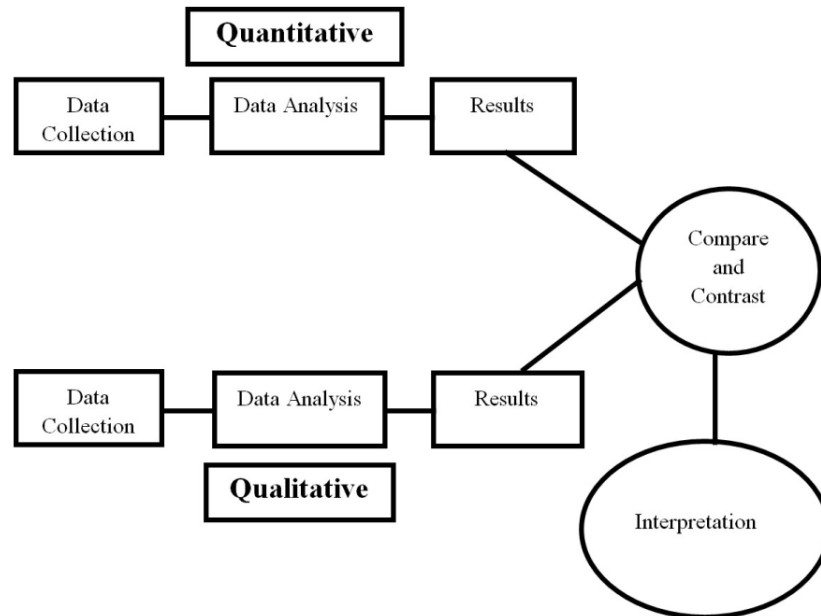 Quantitative
Data
Collection
Data Analysis
Results
Compare
and
Contrast
Data
Collection
Data Analysis
Results
Qualitative
Interpretation